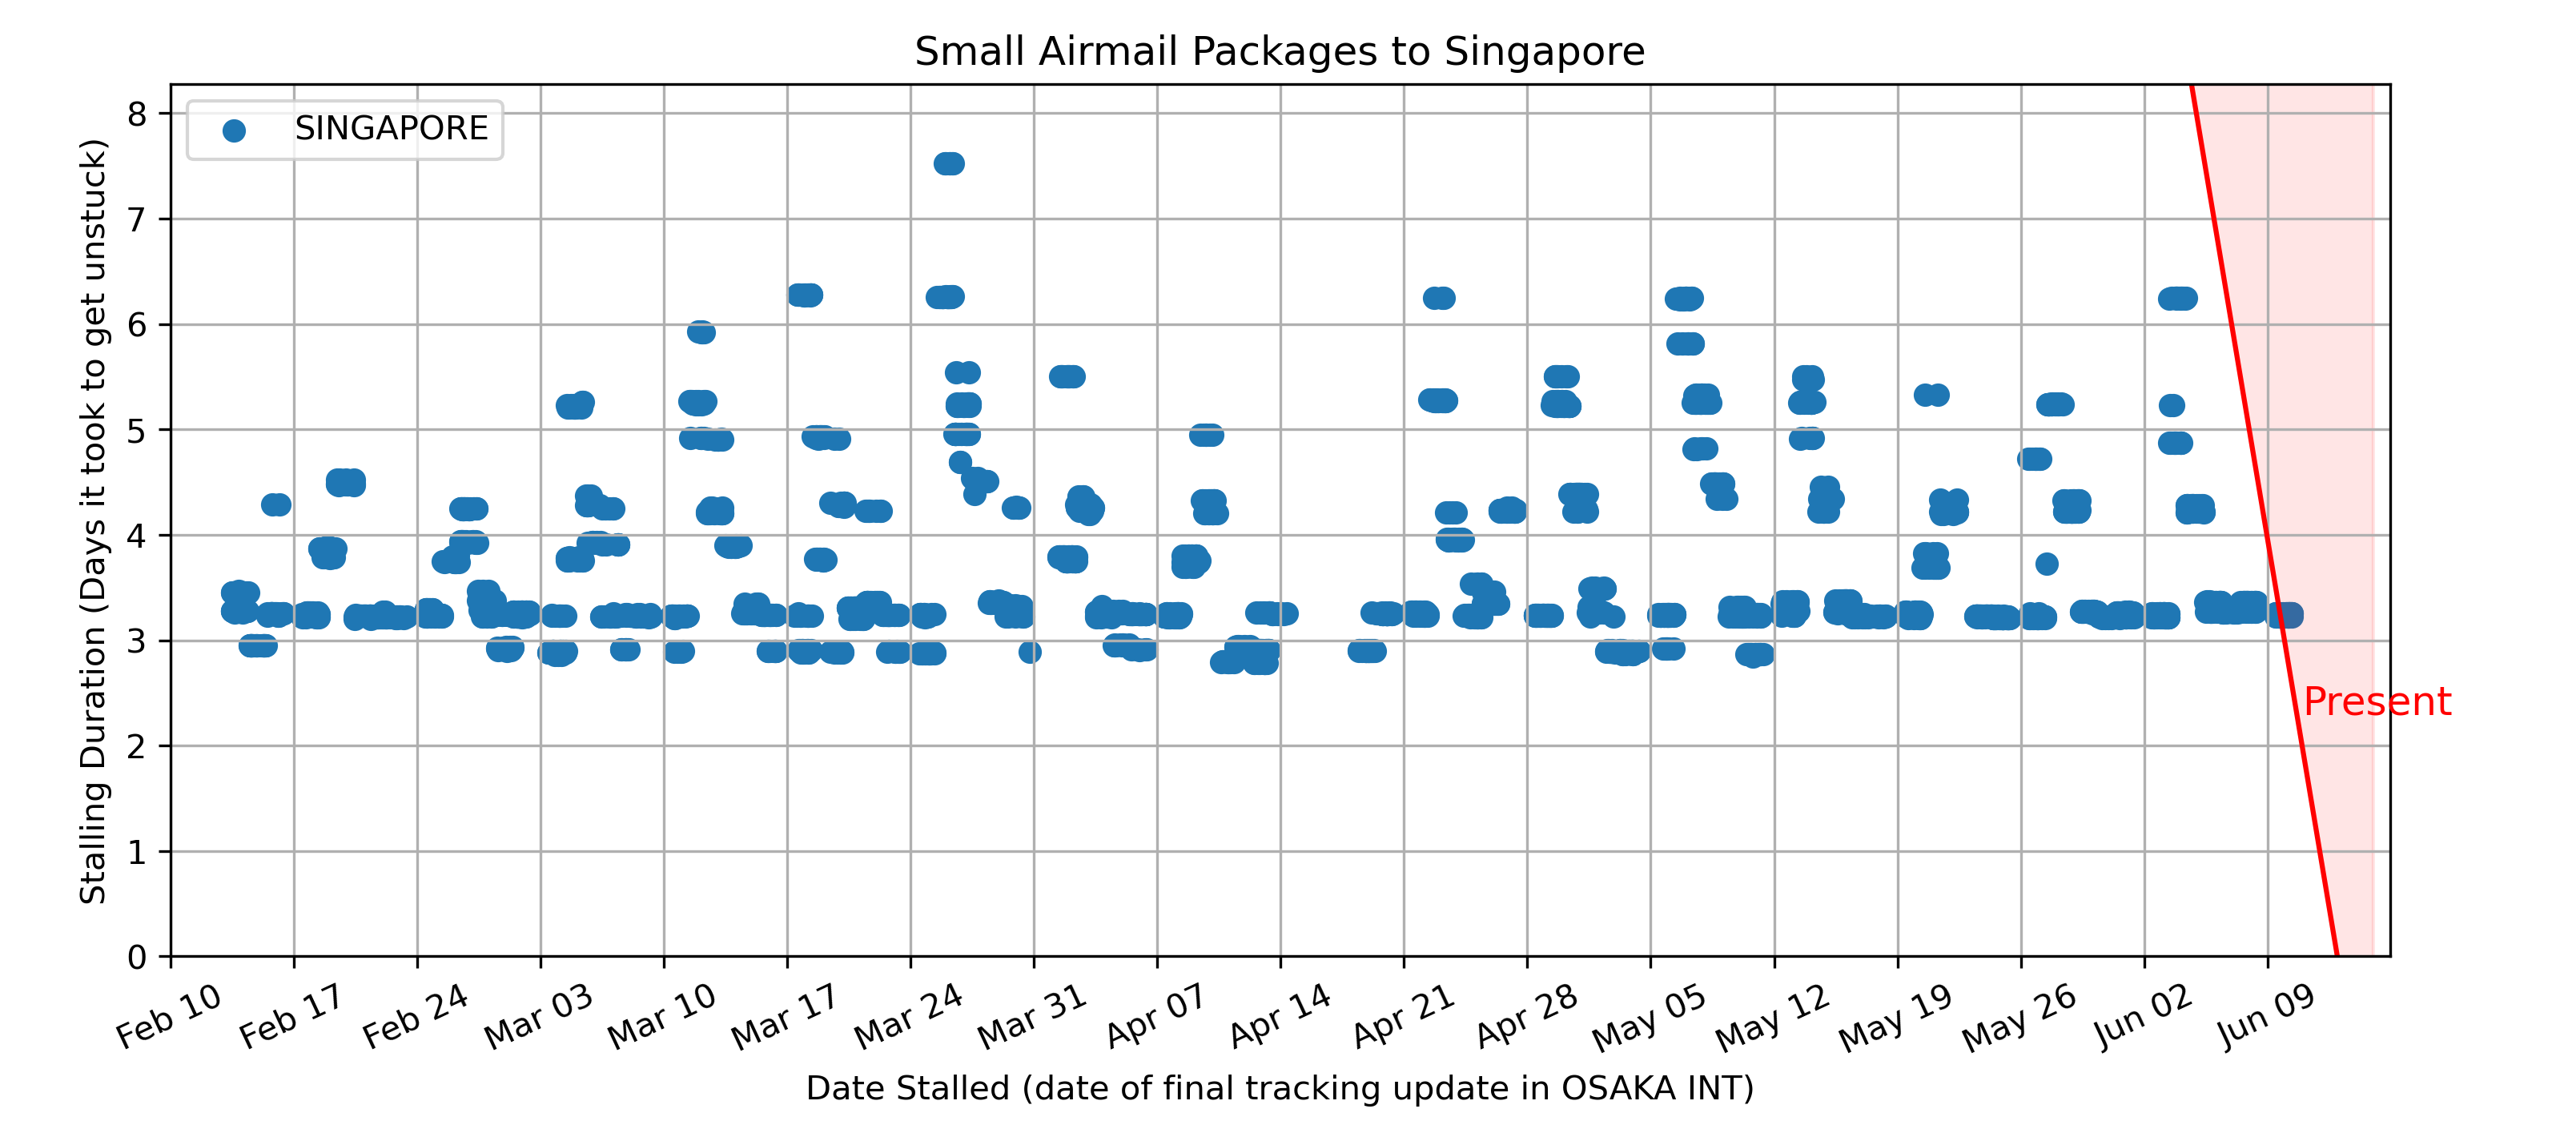 Small Airmail Packages to Singapore
SINGAPORE
Stalling Duration (Days it took to get unstuck)
8
7
6
5
4
3
2
1
0
Present
Feb 10
Feb 17
Feb 24
Mar 03
Mar 10
Mar 17
Mar 24
Mar 31
Apr 07
Apr 14
Apr 21
Apr 28
May 05
May 12
May 19
May 26
Jun 02
Jun 09
Date Stalled (date of final tracking update in OSAKA INT)